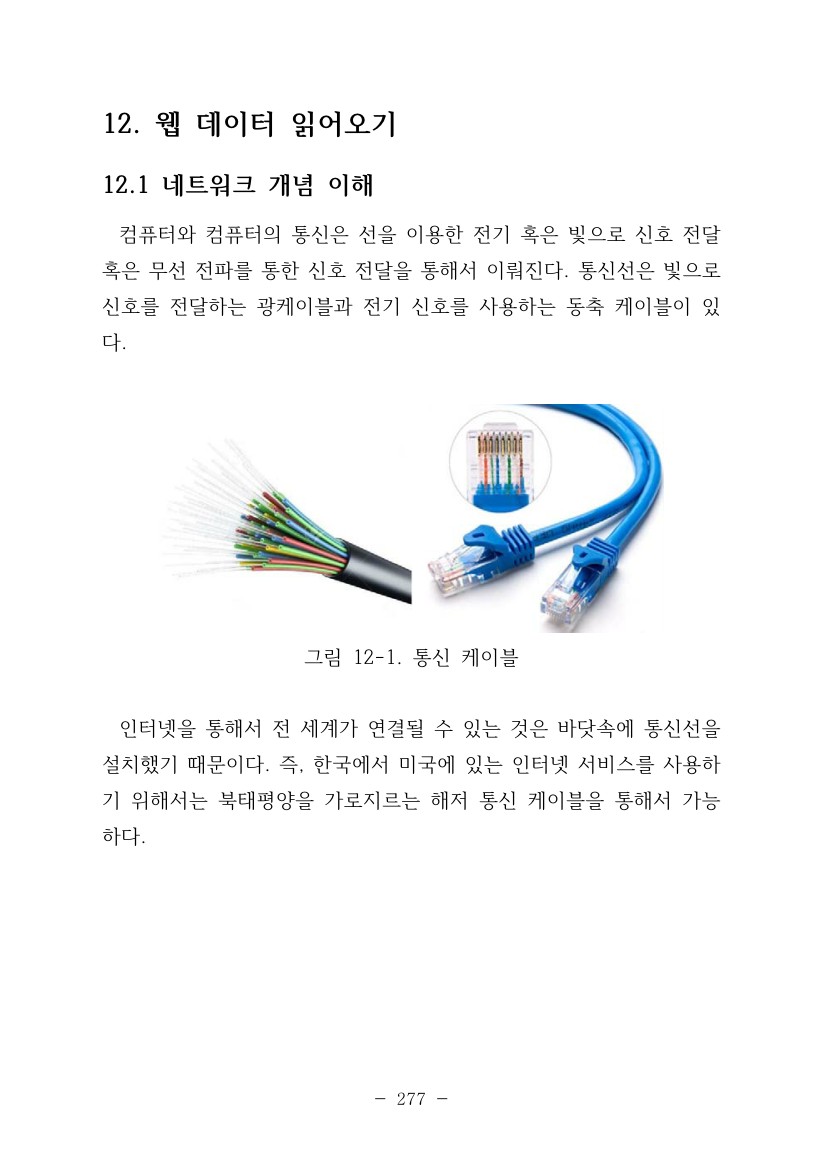 12. 웹 데이터 읽어오기
12.1 네트워크 개념 이해
컴퓨터와 컴퓨터의 통신은 선을 이용한 전기 혹은 빛으로 신호 전달
혹은 무선 전파를 통한 신호 전달을 통해서 이뤄진다. 통신선은 빛으로
신호를 전달하는 광케이블과 전기 신호를 사용하는 동축 케이블이 있
다.
그림 12-1. 통신 케이블
인터넷을 통해서 전 세계가 연결될 수 있는 것은 바닷속에 통신선을
설치했기 때문이다. 즉, 한국에서 미국에 있는 인터넷 서비스를 사용하
기 위해서는 북태평양을 가로지르는 해저 통신 케이블을 통해서 가능
하다.
- 277 -